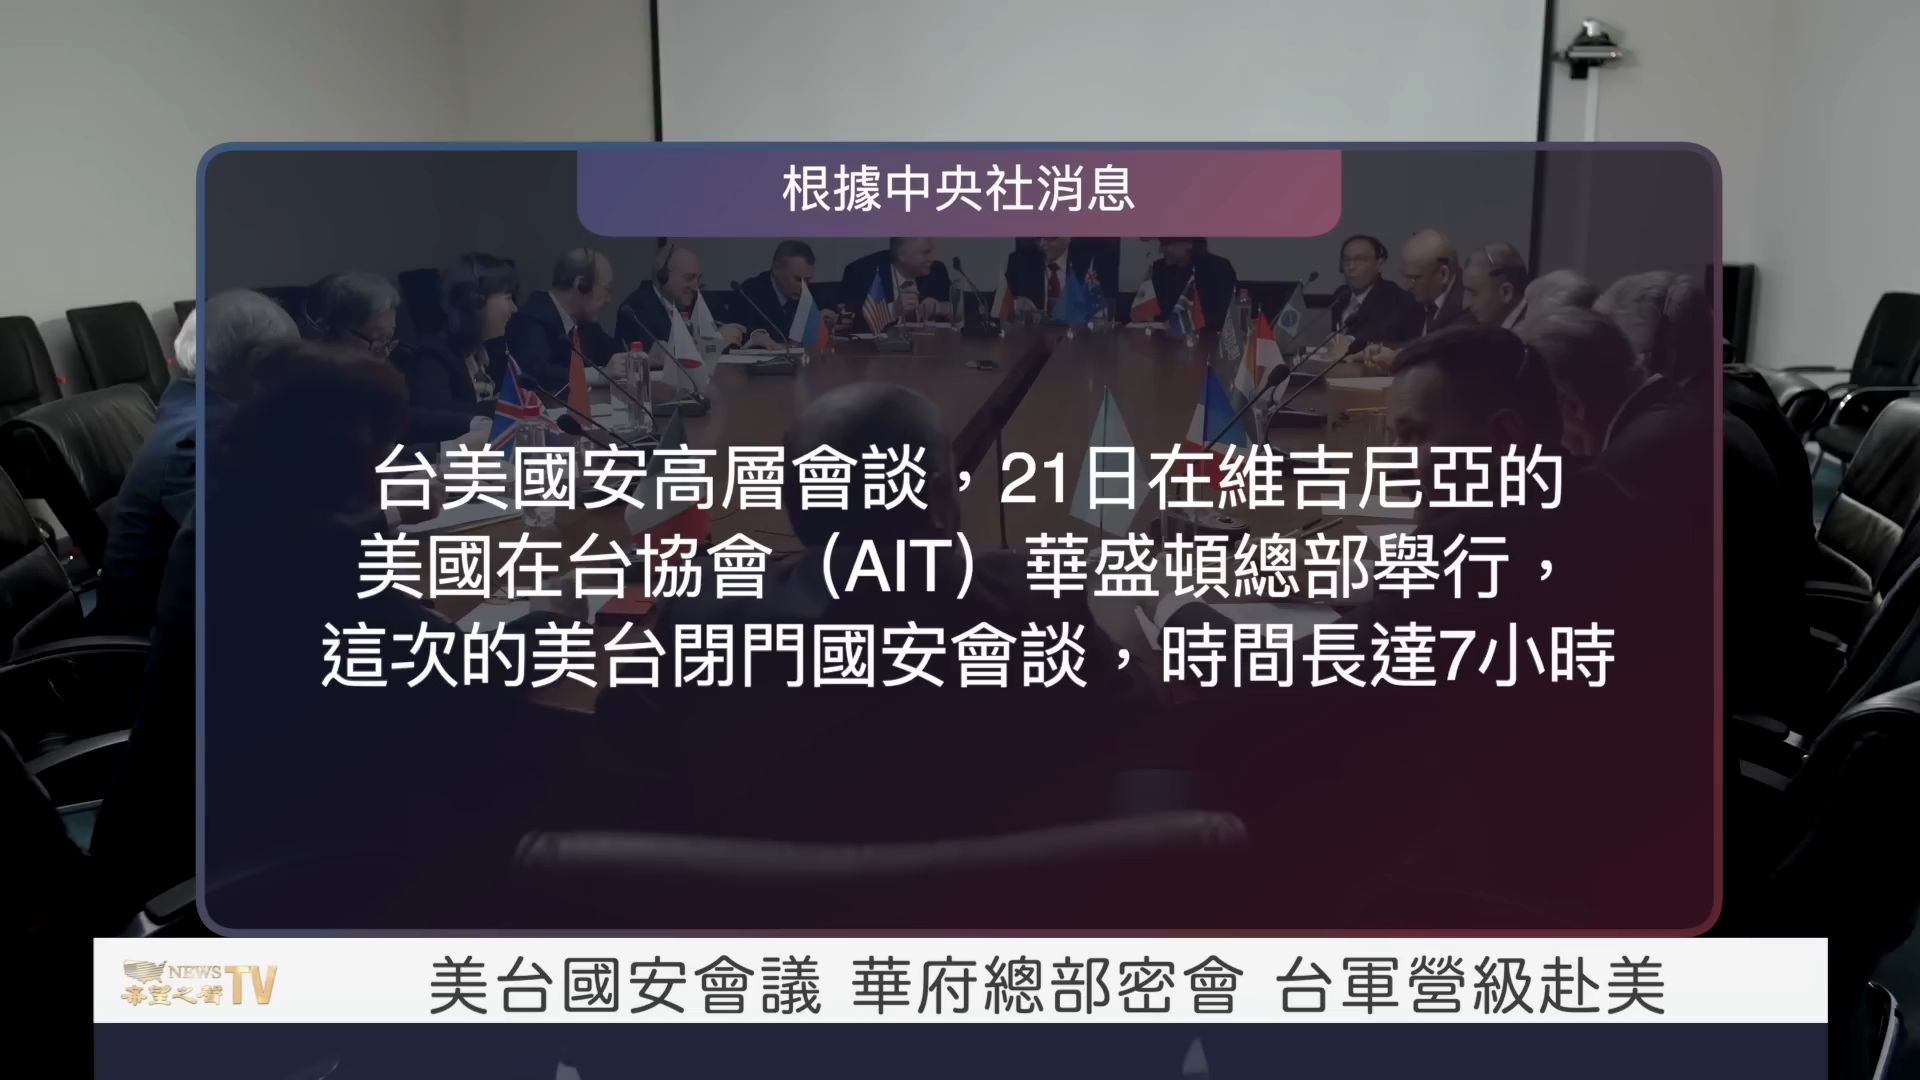 根據中央社消息
台美國安高層會談，21日在維吉尼亞的
美國在台協會（AIT）華盛頓總部舉行，
這次的美台閉門國安會談，時間長達7小時
NEWS
希望之聲TV
美台國安會議 華府總部密會 台軍營級赴美